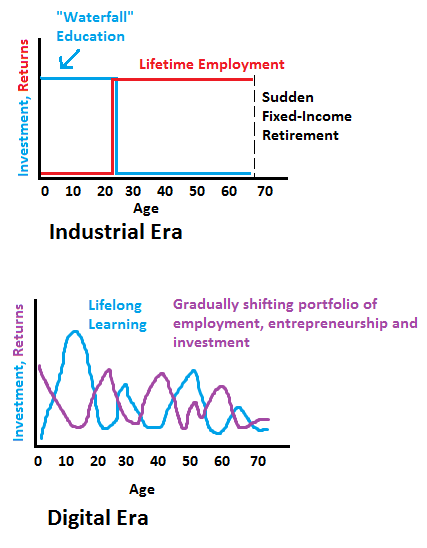 "Waterfall"
Education
Lifetime Employment
Investment, Returns
Sudden
Fixed-Income
Retirement
0 10 20 30 40 50 60 70
Age
Industrial Era
Lifelong
Learning
Gradually shifting portfolio of
employment, entrepreneurship and
investment
Investment, Returns
0 10 20 30 40 50 60 70
Age
Digital Era